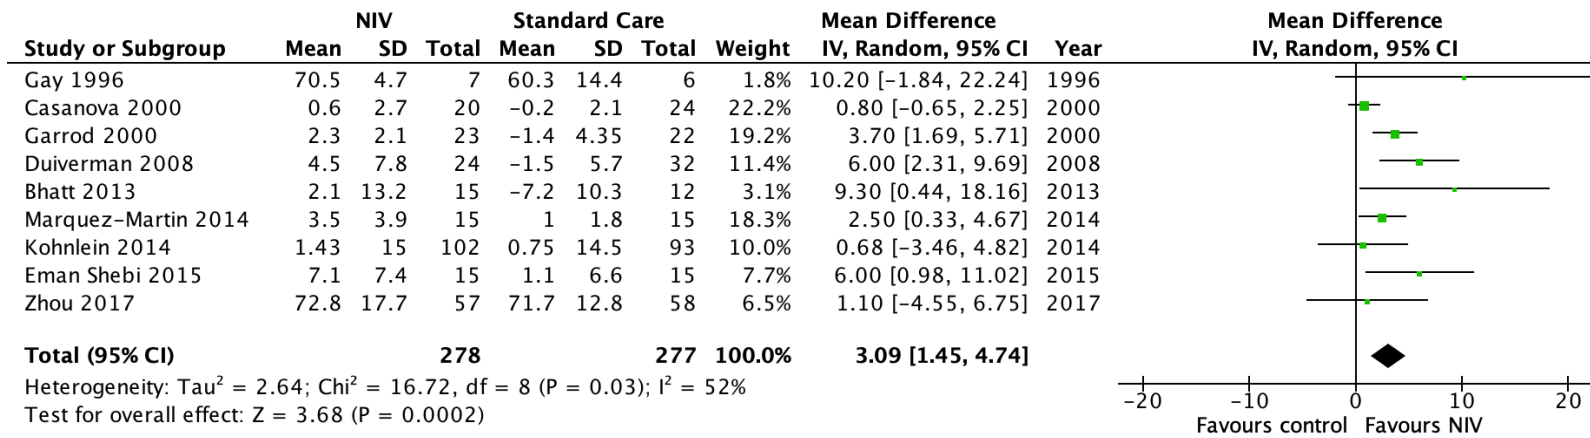 NIV Standard Care Mean Difference Mean Difference
Study or Subgroup Mean SD Total Mean SD Total Weight IV, Random, 95% CI Year IV, Random, 95% CI
Gay 1996 70.5 4.7 7 60.3 14.4 6 1.8% 10.20 [−1.84, 22.24] 1996
Casanova 2000 0.6 2.7 20 −0.2 2.1 24 22.2% 0.80 [−0.65, 2.25] 2000
Garrod 2000 2.3 2.1 23 −1.4 4.35 22 19.2% 3.70 [1.69, 5.71] 2000
Duiverman 2008 4.5 7.8 24 −1.5 5.7 32 11.4% 6.00 [2.31, 9.69] 2008
Bhatt 2013 2.1 13.2 15 −7.2 10.3 12 3.1% 9.30 [0.44, 18.16] 2013
Marquez−Martin 2014 3.5 3.9 15 1 1.8 15 18.3% 2.50 [0.33, 4.67] 2014
Kohnlein 2014 1.43 15 102 0.75 14.5 93 10.0% 0.68 [−3.46, 4.82] 2014
Eman Shebi 2015 7.1 7.4 15 1.1 6.6 15 7.7% 6.00 [0.98, 11.02] 2015
Zhou 2017 72.8 17.7 57 71.7 12.8 58 6.5% 1.10 [−4.55, 6.75] 2017
Total (95% CI) 278 277 100.0% 3.09 [1.45, 4.74]
Heterogeneity: Tau² = 2.64; Chi² = 16.72, df = 8 (P = 0.03); I² = 52%
Test for overall effect: Z = 3.68 (P = 0.0002)
−20 −10 0 10 20
Favours control Favours NIV